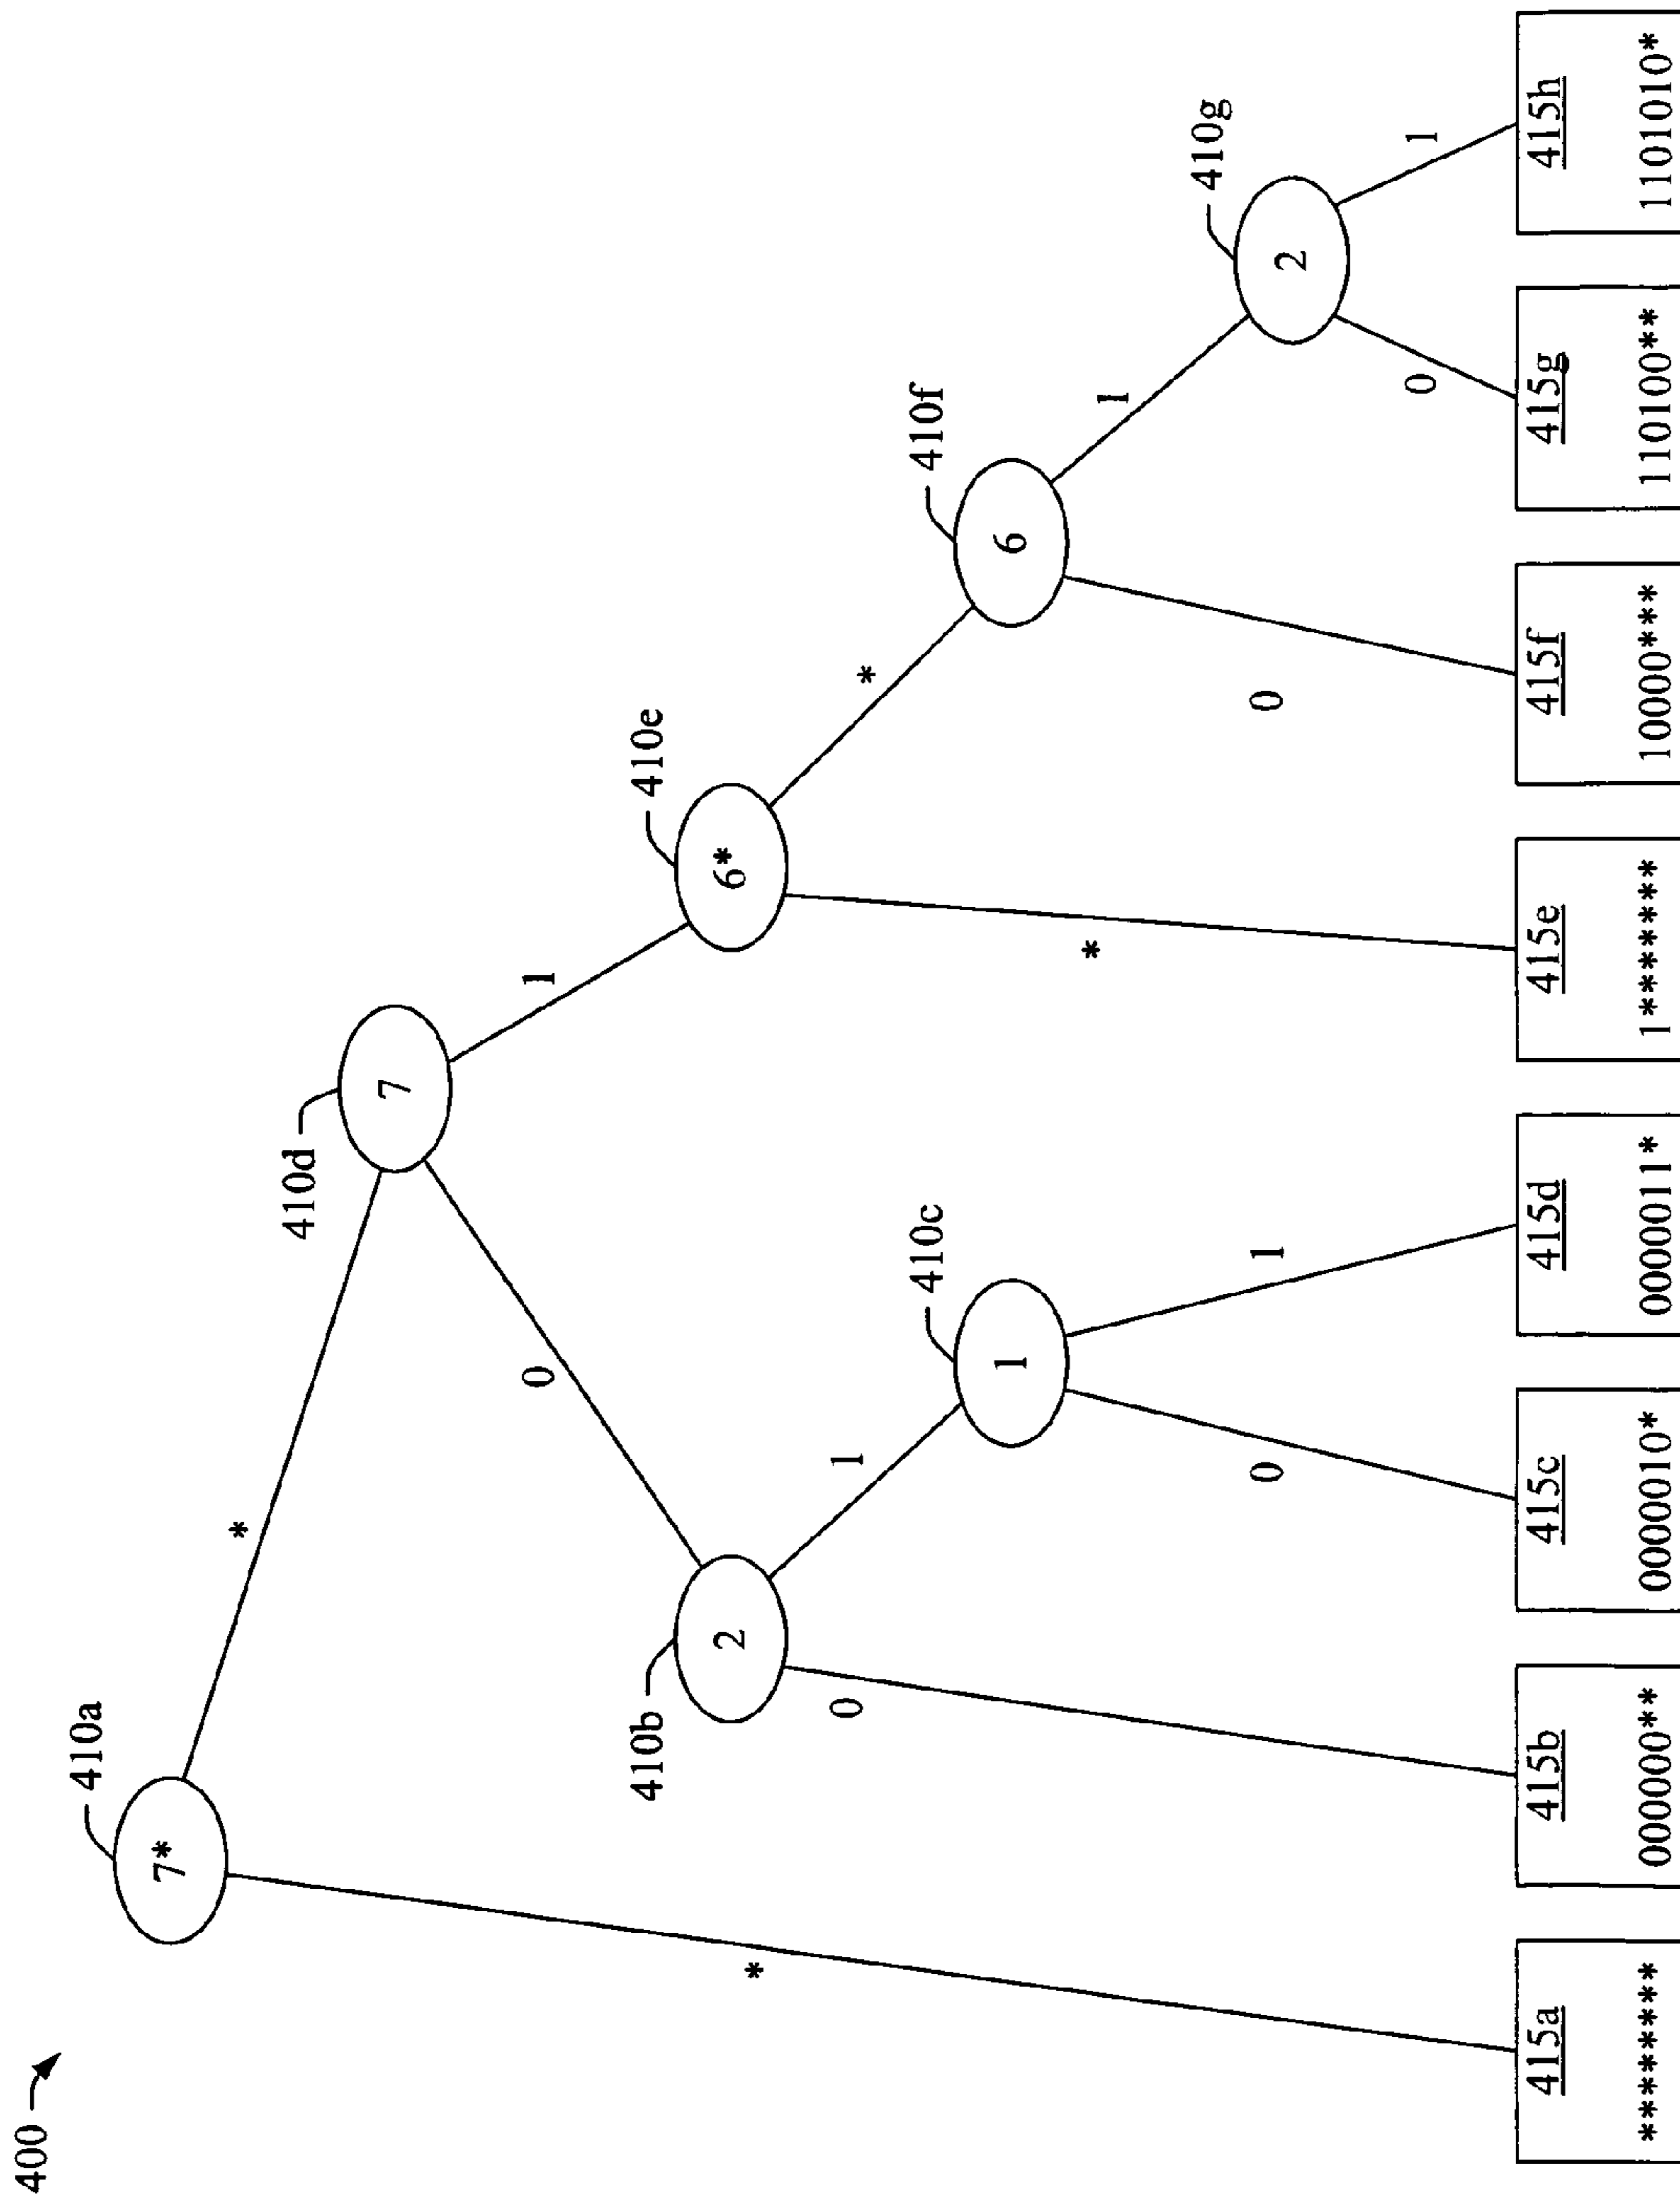 400
410a
7*
*
410d
7
*
0
1
410b
2
410e
6*
0
1
*
410c
1
410f
6
*
0
1
0
1
410g
2
0
1
415a
********
415b
000000**
415c
0000010*
415d
0000011*
415e
1*******
415f
10000***
415g
110100**
415h
1101010*